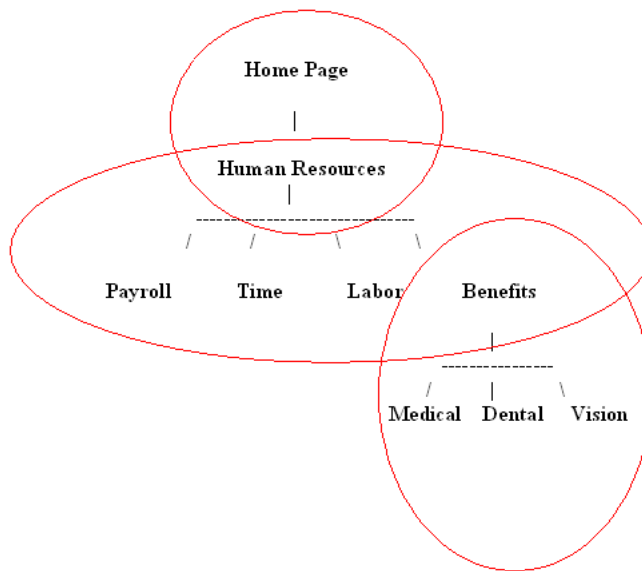 Home Page
Human Resources
Payroll Time Labor Benefits
Medical Dental Vision